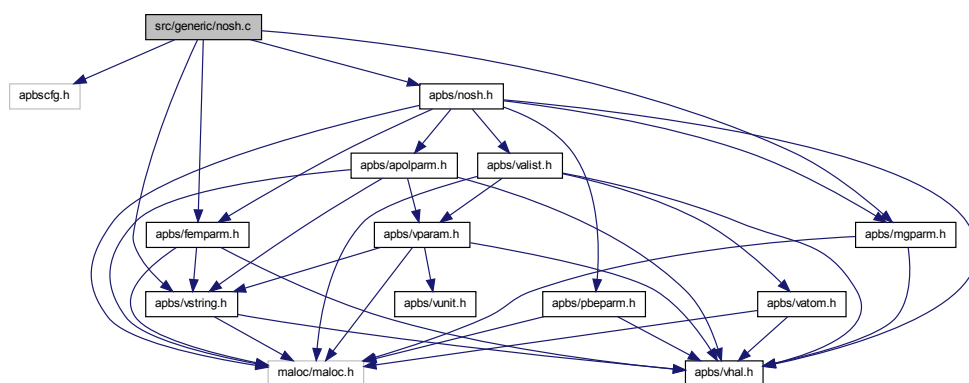 src/generic/nosh.c
apbscfg.h
apbs/nosh.h
apbs/apolparm.h
apbs/valist.h
apbs/femparm.h
apbs/vparam.h
apbs/mgparm.h
apbs/vstring.h
apbs/vunit.h
apbs/pbeparm.h
apbs/vatom.h
maloc/maloc.h
apbs/vhal.h